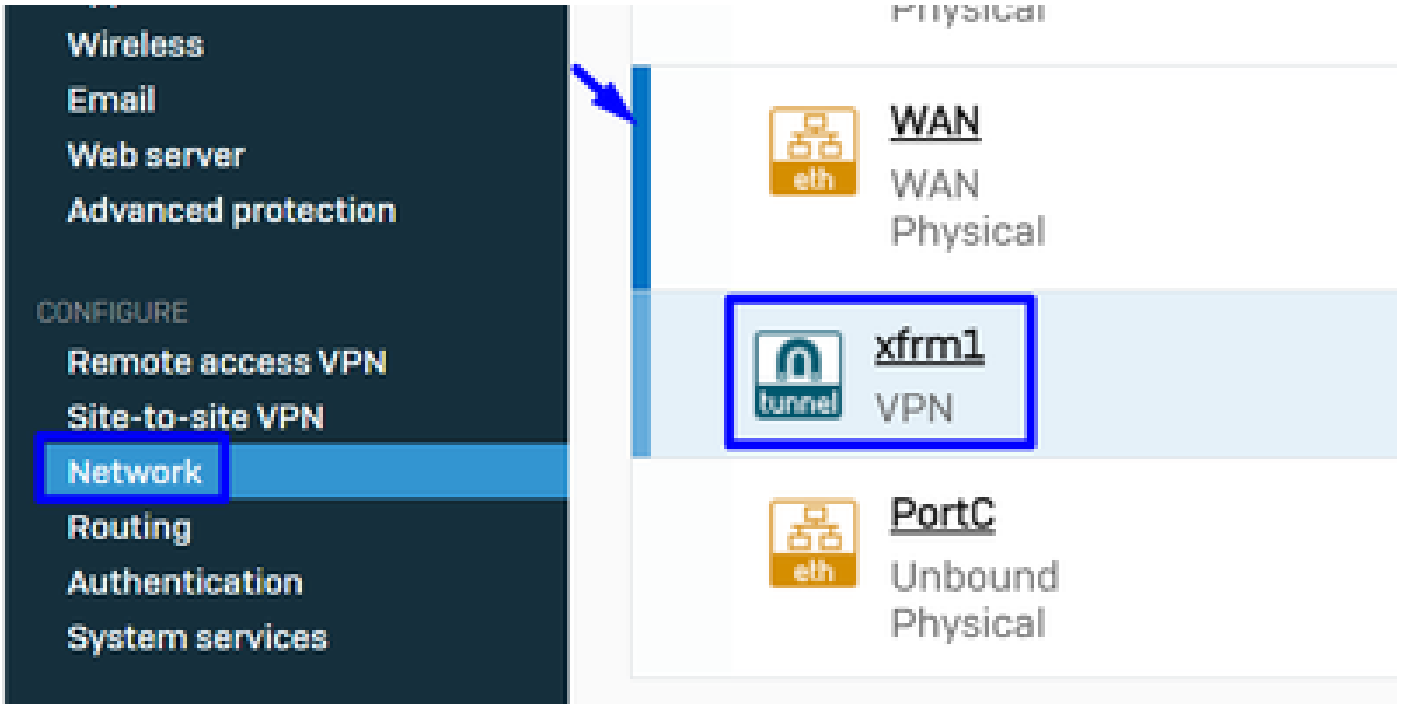 Wireless
Email
Web server
Advanced protection
CONFIGURE
Remote access VPN
Site-to-site VPN
Network
Routing
Authentication
System services
Physical
eth
WAN
WAN
Physical
tunnel
xfrm1
VPN
eth
PortC
Unbound
Physical